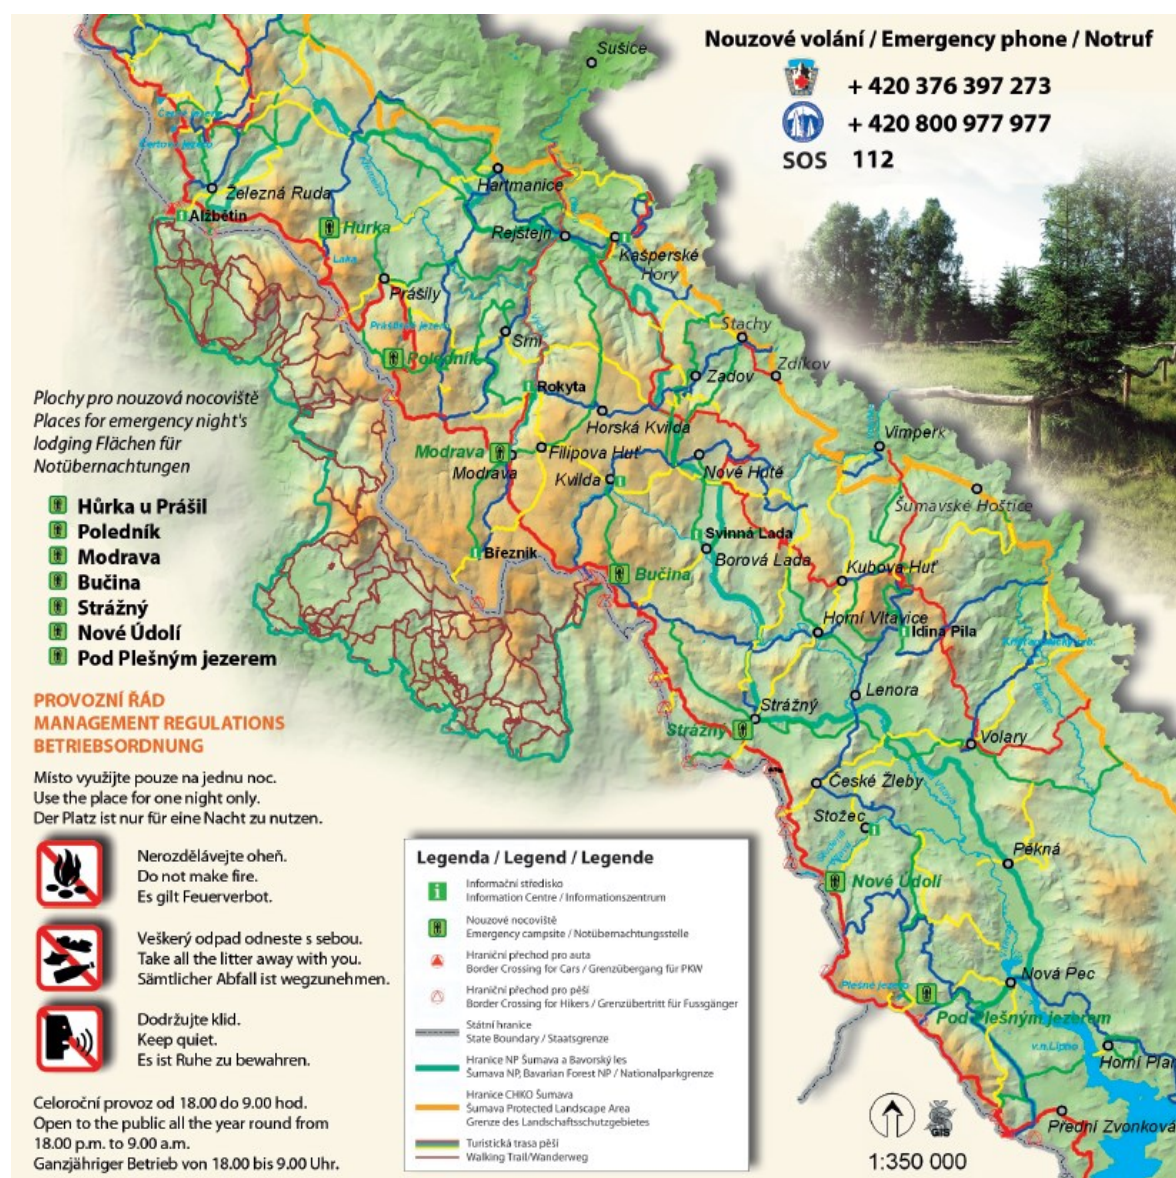 Nouzové volání / Emergency phone / Notruf
+ 420 376 397 273
+ 420 800 977 977
SOS 112
Sušice
Železná Ruda
Alžbětin
Hartmanice
Hůrka
Laka
Rejštejn
Kašperské
Hory
Prášily
Srní
Stachy
Poledník
Zadov
Zdíkov
Rokyta
Horská Kvilda
Vimperk
Modrava
Modrava
Filipova Huť
Kvilda
Nové Hutě
Šumavské Hoštice
Svinná Lada
Borová Lada
Březník
Bučina
Kubova Huť
Horní Vltavice
Idina Pila
Lenora
Strážný
Strážný
Volary
České Žleby
Stožec
Pěkná
Nové Údolí
Nová Pec
Plešné jezero
Pod Plešným jezerem
v.n.Lipno
Horní Plan
Přední Zvonková
Plochy pro nouzová nocoviště
Places for emergency night's
lodging Flächen für
Notübernachtungen
Hůrka u Prášil
Poledník
Modrava
Bučina
Strážný
Nové Údolí
Pod Plešným jezerem
PROVOZNÍ ŘÁD
MANAGEMENT REGULATIONS
BETRIEBSORDNUNG
Místo využijte pouze na jednu noc.
Use the place for one night only.
Der Platz ist nur für eine Nacht zu nutzen.
Nerozdělávejte oheň.
Do not make fire.
Es gilt Feuerverbot.
Veškerý odpad odneste s sebou.
Take all the litter away with you.
Sämtlicher Abfall ist wegzunehmen.
Dodržujte klid.
Keep quiet.
Es ist Ruhe zu bewahren.
Celoroční provoz od 18.00 do 9.00 hod.
Open to the public all the year round from
18.00 p.m. to 9.00 a.m.
Ganzjähriger Betrieb von 18.00 bis 9.00 Uhr.
Legenda / Legend / Legende
Informační středisko
Information Centre / Informationszentrum
Nouzové nocoviště
Emergency campsite / Notübernachtungsstelle
Hraniční přechod pro auta
Border Crossing for Cars / Grenzübergang für PKW
Hraniční přechod pro pěší
Border Crossing for Hikers / Grenzübertritt für Fussgänger
Státní hranice
State Boundary / Staatsgrenze
Hranice NP Šumava a Bavorský les
Šumava NP, Bavarian Forest NP / Nationalparkgrenze
Hranice CHKO Šumava
Šumava Protected Landscape Area
Grenze des Landschaftsschutzgebietes
Turistická trasa pěší
Walking Trail/Wanderweg
GIS
1:350 000